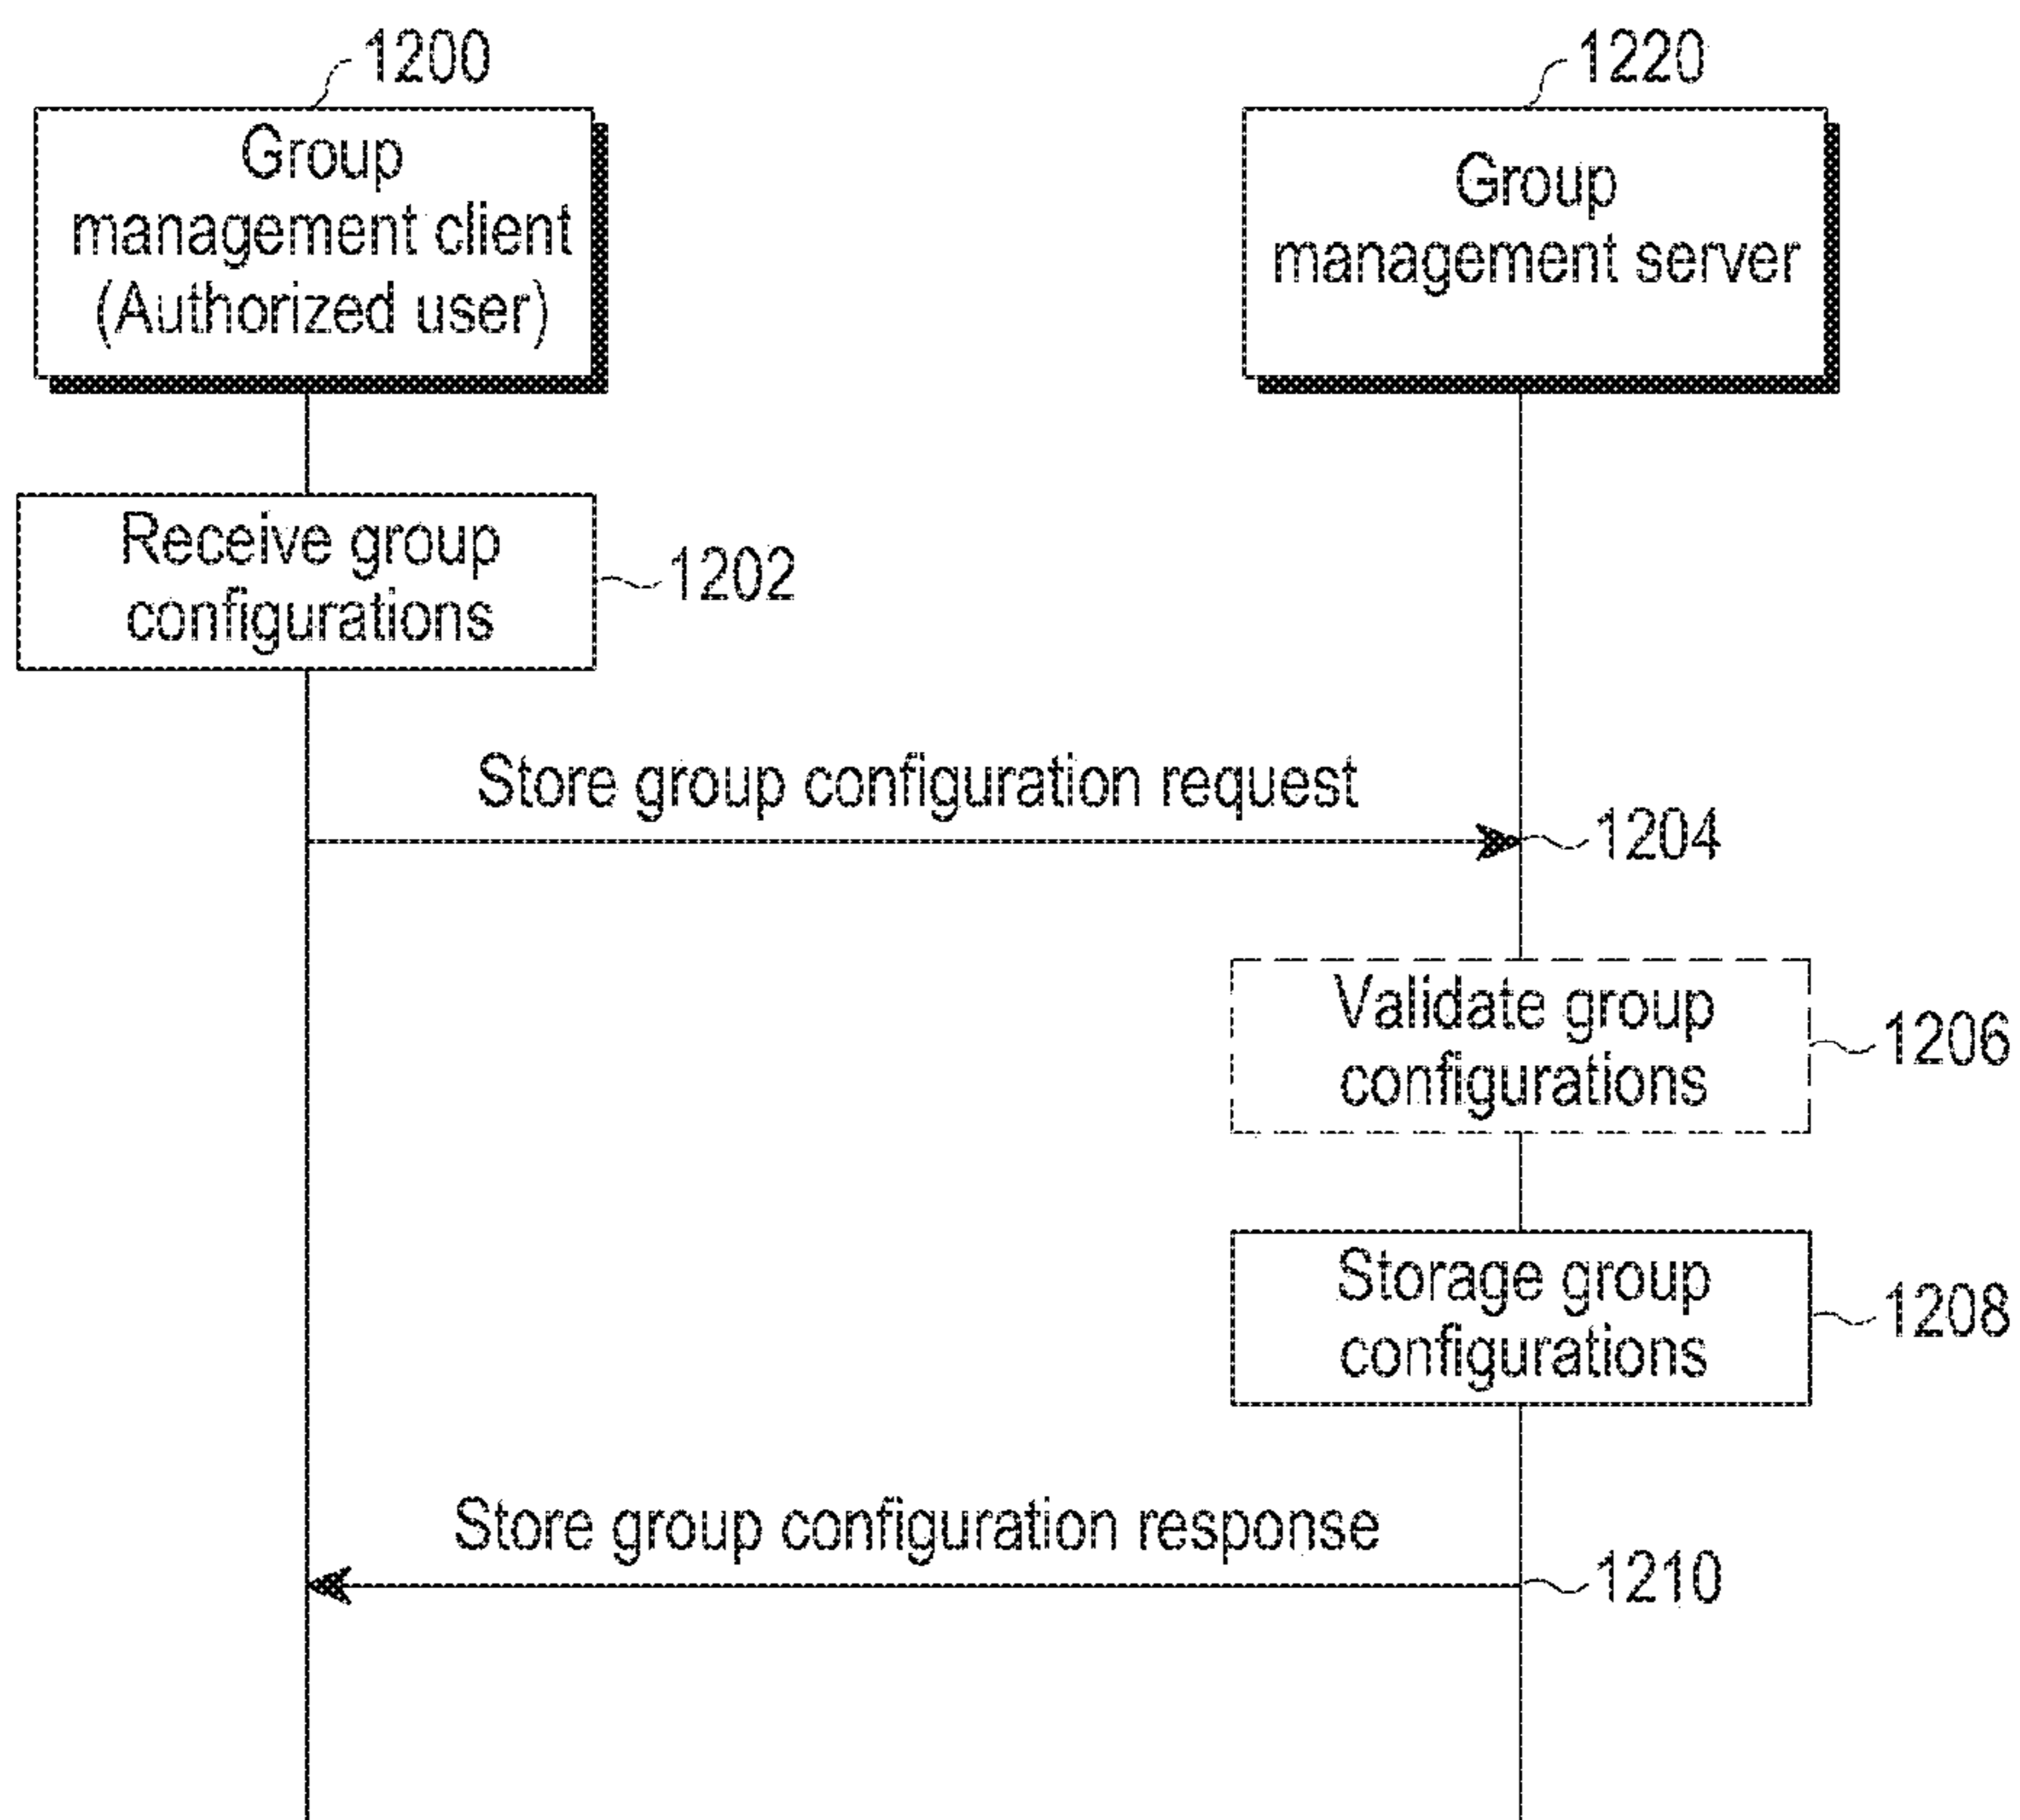 1200
1220
Group
management client
(Authorized user)
Group
management server
Receive group
configurations
1202
Store group configuration request
1204
Validate group
configurations
1206
Storage group
configurations
1208
Store group configuration response
1210